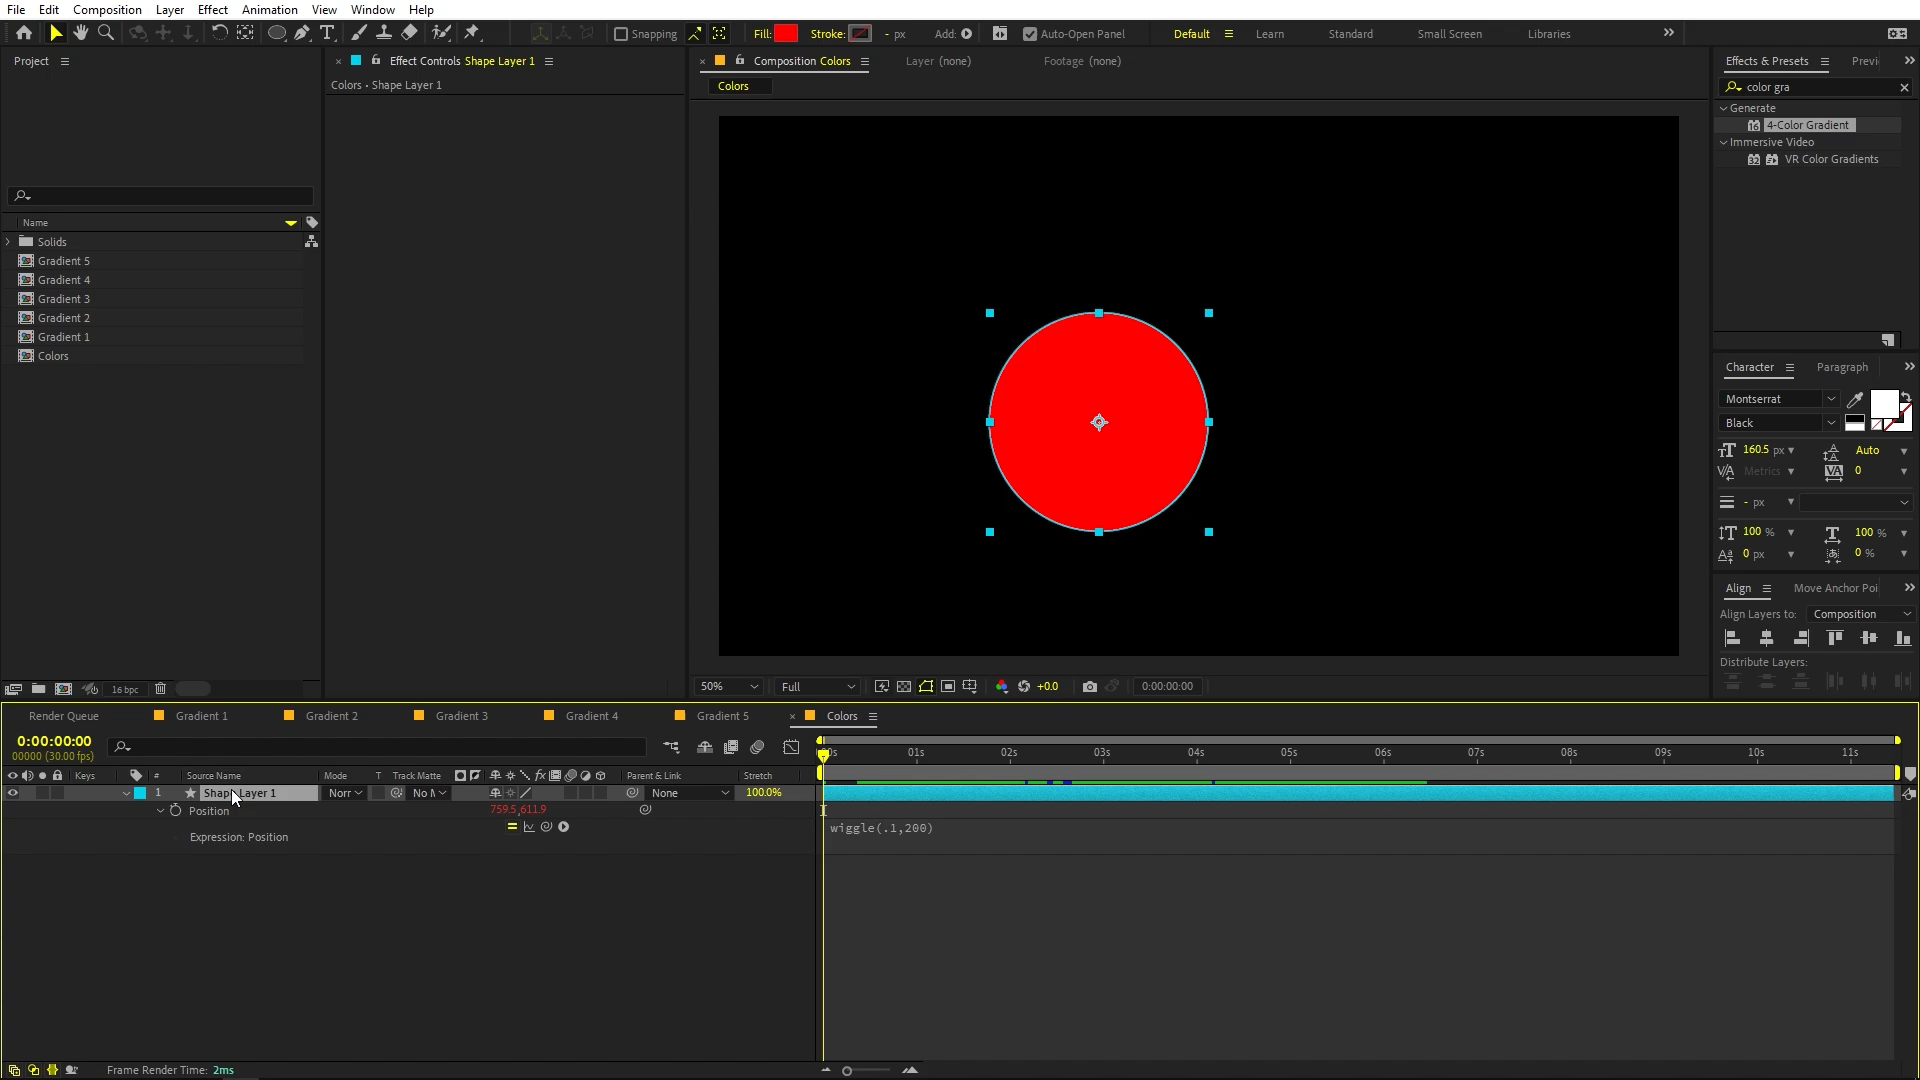 File Edit Composition Layer Effect Animation View Window Help
Snapping Fill: Stroke: - px Add: Auto-Open Panel Default Learn Standard Small Screen Libraries
Project
Effect Controls Shape Layer 1
Composition Colors
Layer (none)
Footage (none)
Effects & Presets
Previ
Colors • Shape Layer 1
Colors
color gra
Generate
16 4-Color Gradient
Immersive Video
32 VR Color Gradients
Name
Solids
Gradient 5
Gradient 4
Gradient 3
Gradient 2
Gradient 1
Colors
Character
Paragraph
Montserrat
Black
160.5 px
Auto
Metrics
0
- px
100 %
100 %
0 px
0 %
Align
Move Anchor Poi
Align Layers to: Composition
Distribute Layers:
16 bpc
50% Full +0.0 0:00:00:00
Render Queue Gradient 1 Gradient 2 Gradient 3 Gradient 4 Gradient 5 Colors
0:00:00:00
00000 (30.00 fps)
00s 01s 02s 03s 04s 05s 06s 07s 08s 09s 10s 11s
Keys # Source Name Mode T Track Matte Parent & Link Stretch
1 Shape Layer 1 Norr No M None 100.0%
Position 759.5,611.9
Expression: Position
wiggle(.1,200)
Frame Render Time: 2ms